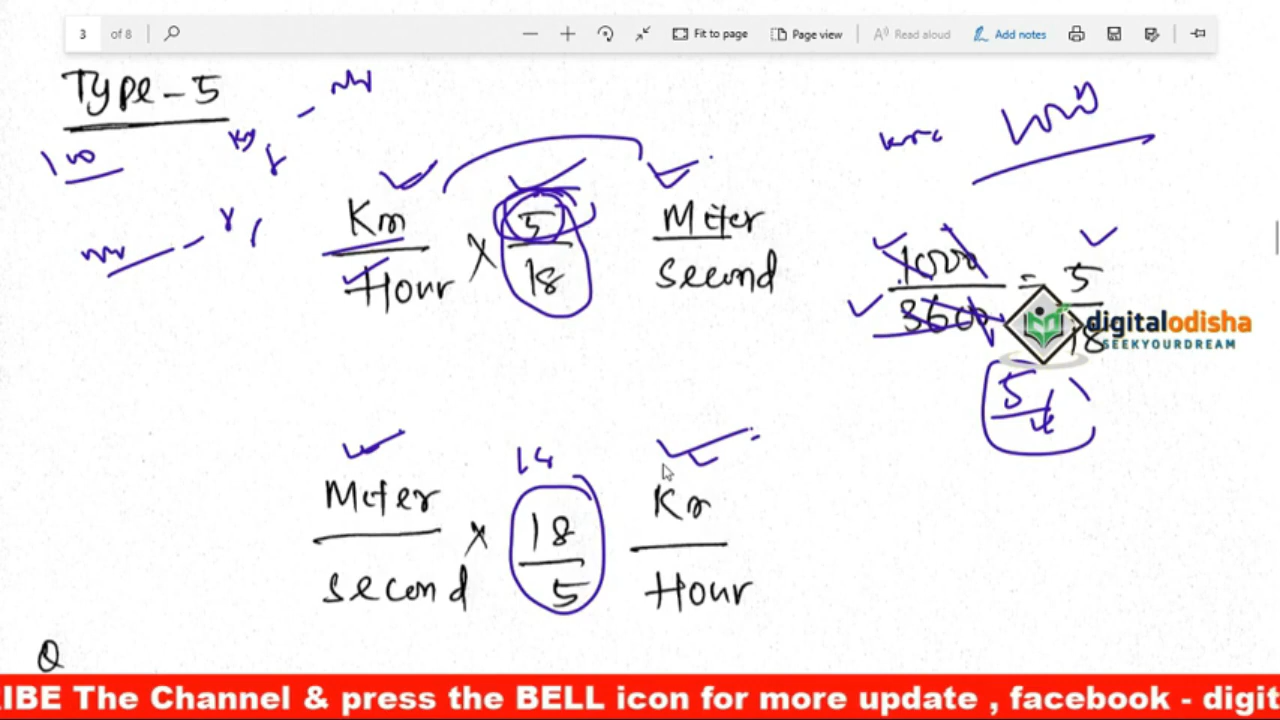 3 of 8 Fit to page Page view Read aloud Add notes
Type-5
Km
Hour
×
5
18
Meter
Second
1000
3600
=
5
18
digitalodisha
SEEKYOURDREAM
Meter
Second
×
18
5
Km
Hour
Q
RIBE The Channel & press the BELL icon for more update , facebook - digit